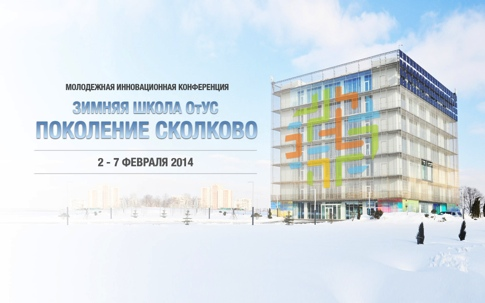 МОЛОДЕЖНАЯ ИННОВАЦИОННАЯ КОНФЕРЕНЦИЯ
ЗИМНЯЯ ШКОЛА ОтУС
ПОКОЛЕНИЕ СКОЛКОВО
2 - 7 ФЕВРАЛЯ 2014